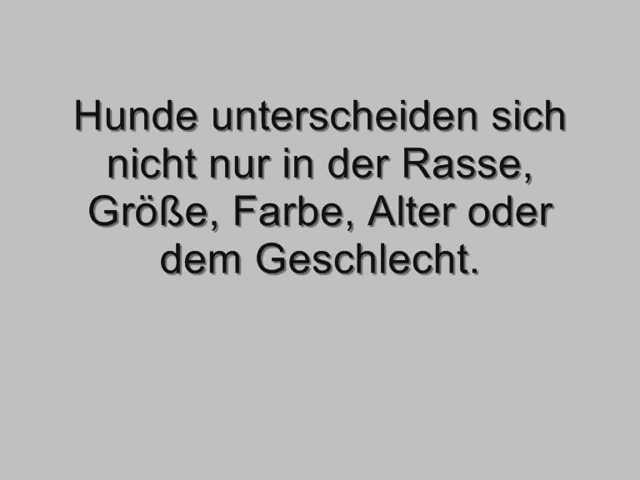 Hunde unterscheiden sich
nicht nur in der Rasse,
Größe, Farbe, Alter oder
dem Geschlecht.